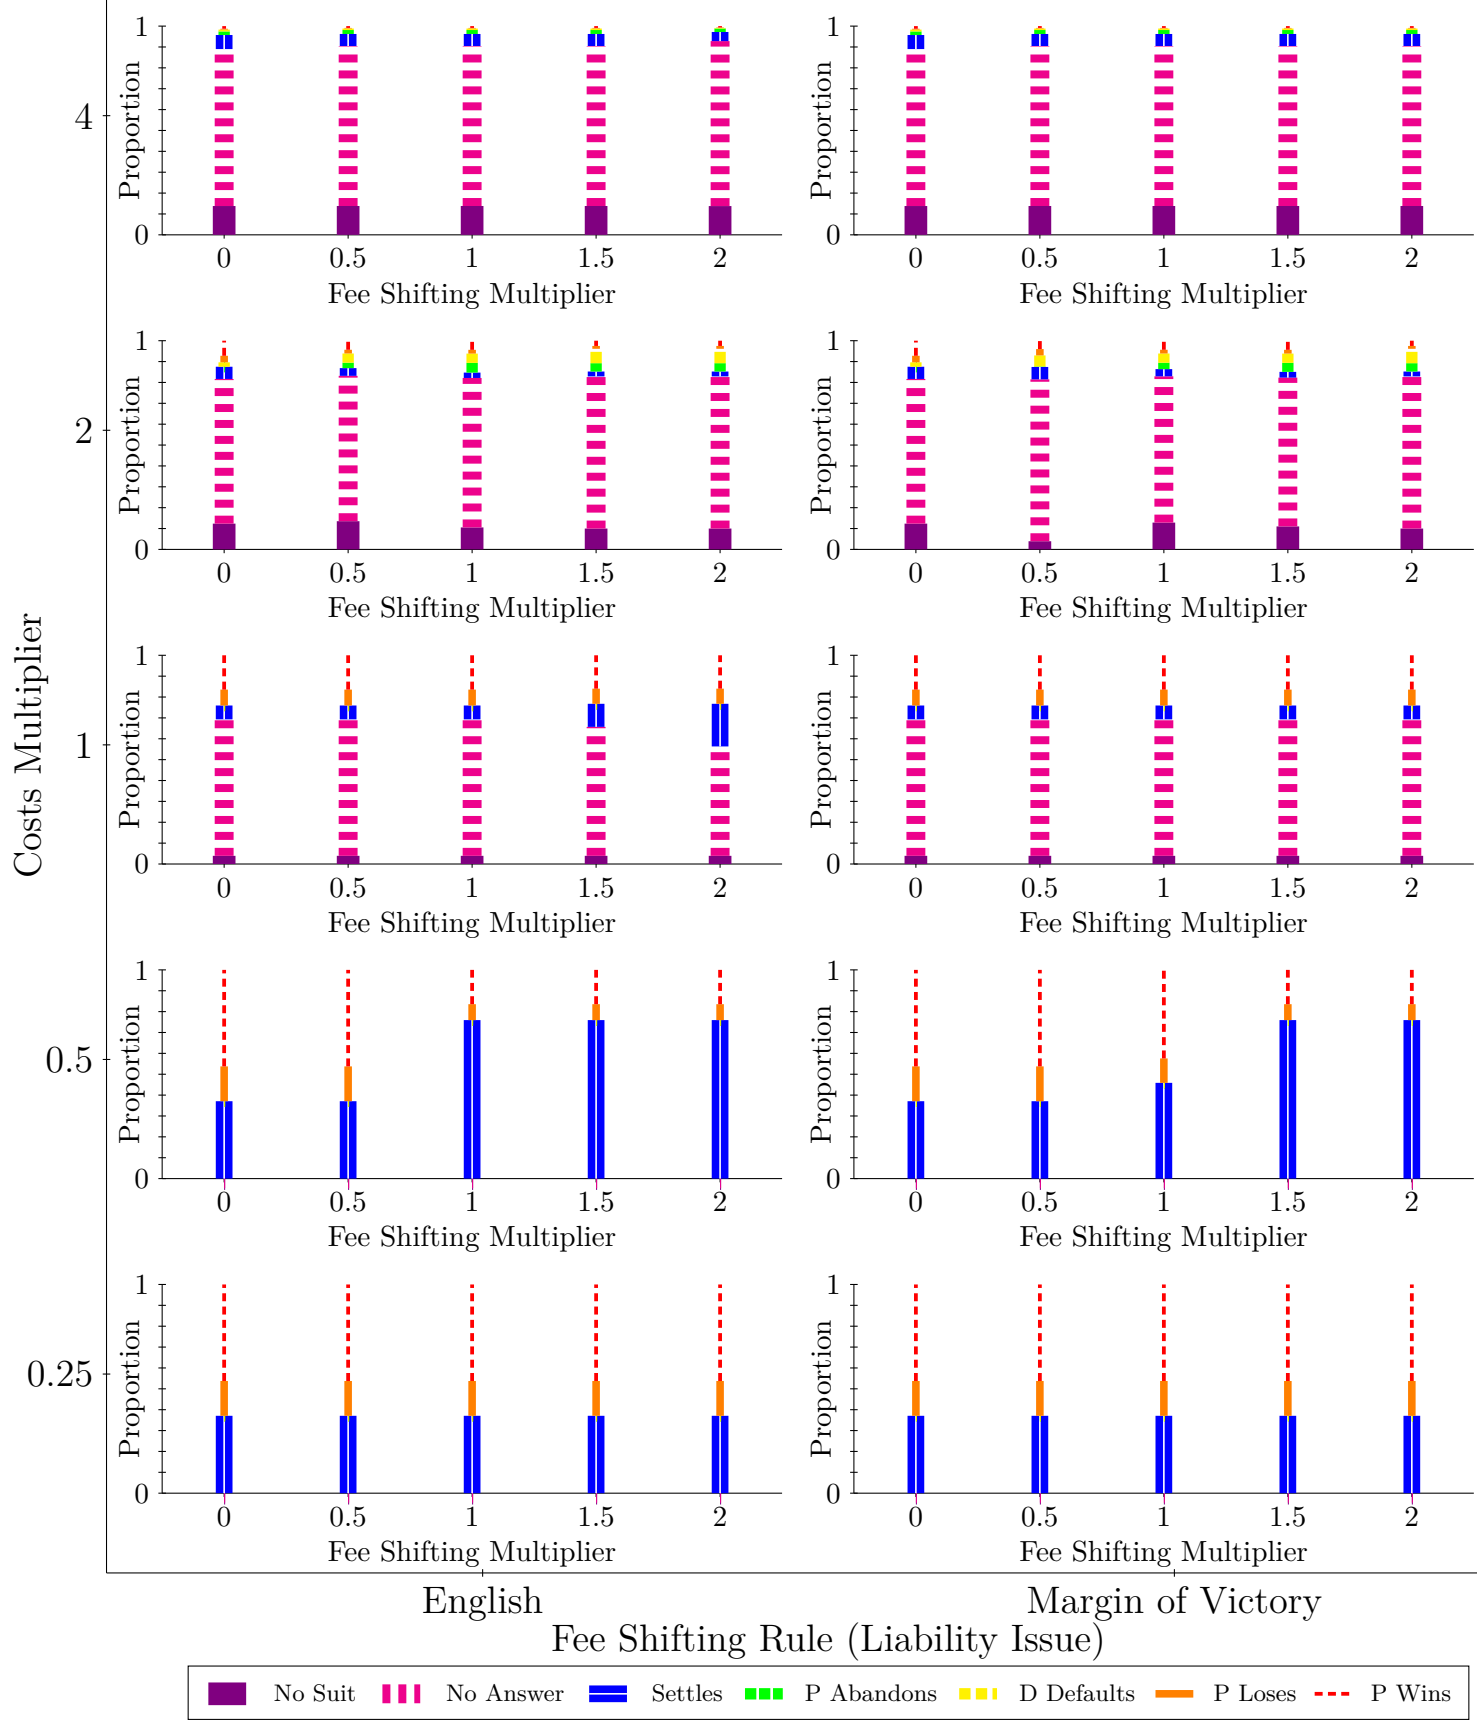 Costs Multiplier
4
Proportion
1
0
0 0.5 1 1.5 2
Fee Shifting Multiplier
Proportion
1
0
0 0.5 1 1.5 2
Fee Shifting Multiplier
2
Proportion
1
0
0 0.5 1 1.5 2
Fee Shifting Multiplier
Proportion
1
0
0 0.5 1 1.5 2
Fee Shifting Multiplier
1
Proportion
1
0
0 0.5 1 1.5 2
Fee Shifting Multiplier
Proportion
1
0
0 0.5 1 1.5 2
Fee Shifting Multiplier
0.5
Proportion
1
0
0 0.5 1 1.5 2
Fee Shifting Multiplier
Proportion
1
0
0 0.5 1 1.5 2
Fee Shifting Multiplier
0.25
Proportion
1
0
0 0.5 1 1.5 2
Fee Shifting Multiplier
Proportion
1
0
0 0.5 1 1.5 2
Fee Shifting Multiplier
English Margin of Victory
Fee Shifting Rule (Liability Issue)
No Suit No Answer Settles P Abandons D Defaults P Loses P Wins